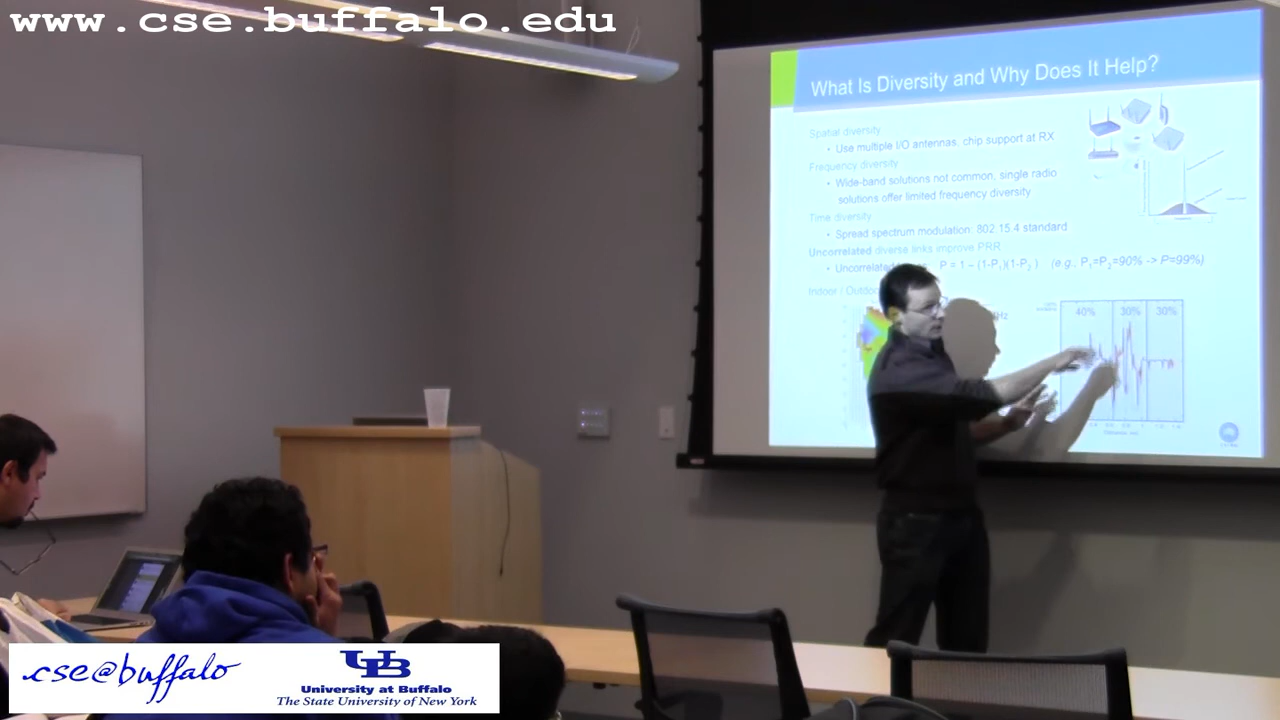 www.cse.buffalo.edu
What Is Diversity and Why Does It Help?
Spatial diversity
• Use multiple I/O antennas, chip support at RX
Frequency diversity
• Wide-band solutions not common, single radio
solutions offer limited frequency diversity
Time diversity
• Spread spectrum modulation: 802.15.4 standard
Uncorrelated diverse links improve PRR
• Uncorrelated P = 1 – (1-P₁)(1-P₂ ) (e.g., P₁=P₂=90% -> P=99%)
Indoor / Outdoor
40% 30% 30%
cse@buffalo
UB
University at Buffalo
The State University of New York